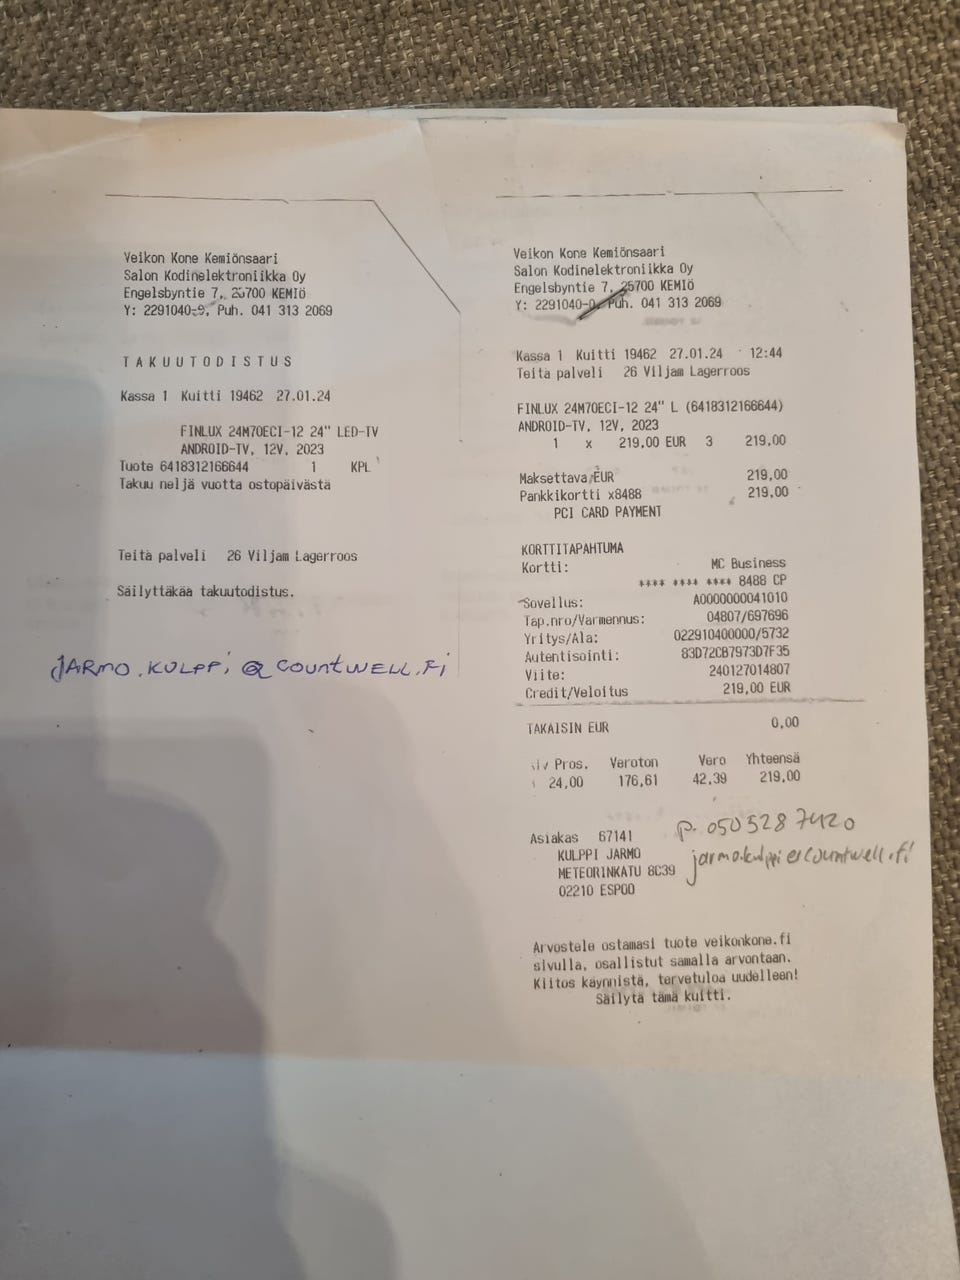 Veikon Kone Kemiönsaari
Salon Kodinelektroniikka Oy
Engelsbyntie 7, 25700 KEMIÖ
Y: 2291040-9, Puh. 041 313 2069
TAKUUTODISTUS
Kassa 1 Kuitti 19462 27.01.24
FINLUX 24M70ECI-12 24" LED-TV
ANDROID-TV, 12V, 2023
Tuote 6418312166644 1 KPL
Takuu neljä vuotta ostopäivästä
Teitä palveli 26 Viljam Lagerroos
Säilyttäkää takuutodistus.
JARMO.KULPPI@COUNTWELL.FI
Veikon Kone Kemiönsaari
Salon Kodinelektroniikka Oy
Engelsbyntie 7, 25700 KEMIÖ
Y: 2291040-9, Puh. 041 313 2069
Kassa 1 Kuitti 19462 27.01.24 12:44
Teitä palveli 26 Viljam Lagerroos
FINLUX 24M70ECI-12 24" L (6418312166644)
ANDROID-TV, 12V, 2023
1 x 219,00 EUR 3 219,00
Maksettava EUR 219,00
Pankkikortti x8488 219,00
PCI CARD PAYMENT
KORTTITAPAHTUMA
Kortti: MC Business
**** **** **** 8488 CP
Sovellus: A0000000041010
Tap.nro/Varmennus: 04807/697696
Yritys/Ala: 022910400000/5732
Autentisointi: 83D72CB7973D7F35
Viite: 240127014807
Credit/Veloitus 219,00 EUR
TAKAISIN EUR 0,00
Alv Pros. Veroton Vero Yhteensä
24,00 176,61 42,39 219,00
Asiakas 67141
KULPPI JARMO
METEORINKATU 8C39
02210 ESPOO
p. 050 528 7420
jarmo.kulppi@countwell.fi
Arvostele ostamasi tuote veikonkone.fi
sivulla, osallistut samalla arvontaan.
Kiitos käynnistä, tervetuloa uudelleen!
Säilytä tämä kuitti.